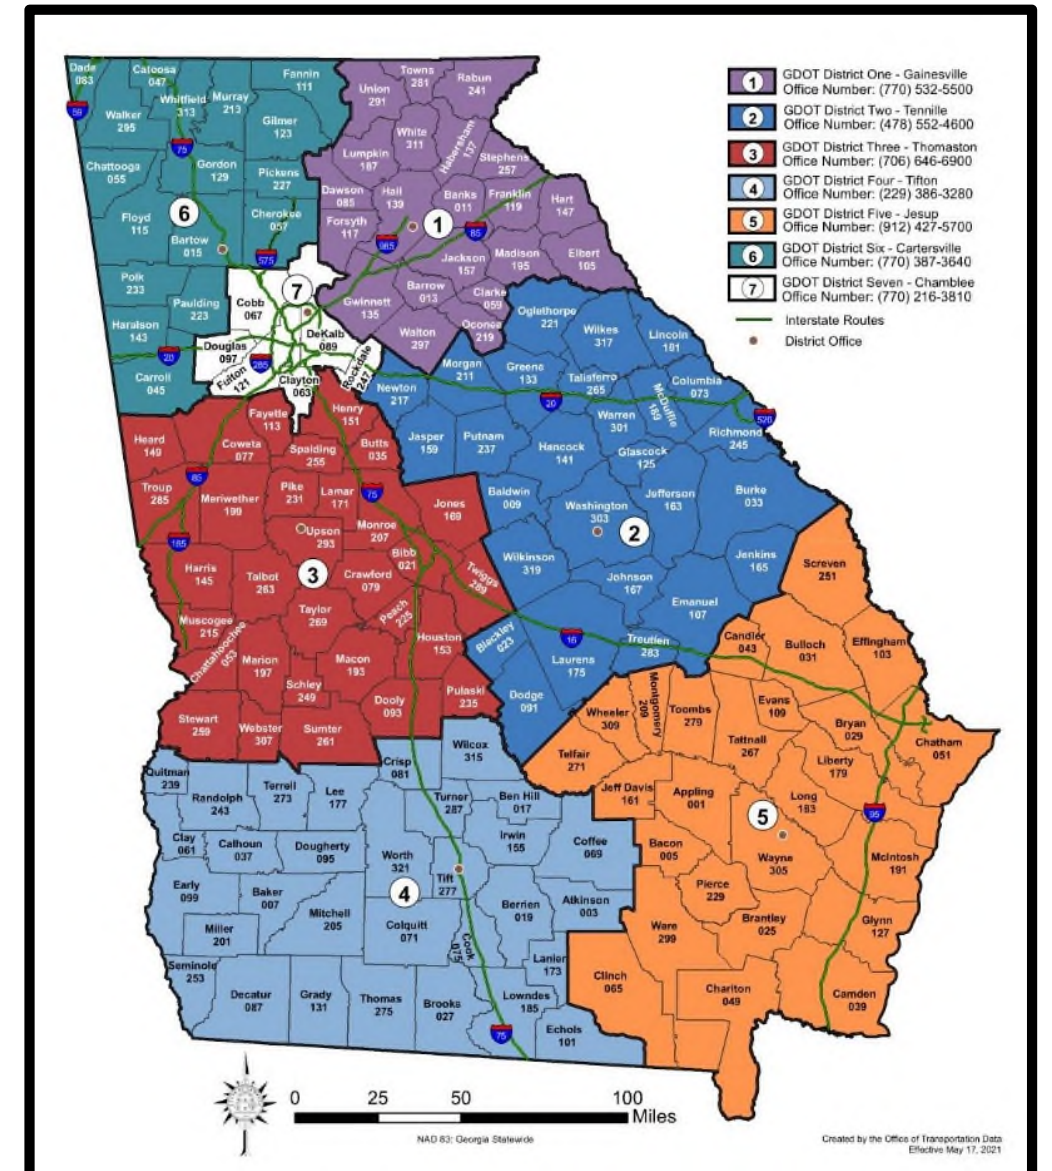 GDOT District One - Gainesville
Office Number: (770) 532-5500
GDOT District Two - Tennille
Office Number: (478) 552-4600
GDOT District Three - Thomaston
Office Number: (706) 646-6900
GDOT District Four - Tifton
Office Number: (229) 386-3280
GDOT District Five - Jesup
Office Number: (912) 427-5700
GDOT District Six - Cartersville
Office Number: (770) 387-3640
GDOT District Seven - Chamblee
Office Number: (770) 216-3810
Interstate Routes
District Office
1
2
3
4
5
6
7
Dade
083
Catoosa
047
Whitfield
313
Murray
213
Fannin
111
Walker
295
Gilmer
123
Chattooga
055
Gordon
129
Pickens
227
Floyd
115
Bartow
015
Cherokee
057
Polk
233
Paulding
223
Haralson
143
Carroll
045
6
59
75
575
20
Union
291
Towns
281
Rabun
241
White
311
Habersham
137
Lumpkin
187
Stephens
257
Dawson
085
Hall
139
Banks
011
Franklin
119
Hart
147
Forsyth
117
Jackson
157
Madison
195
Elbert
105
Barrow
013
Clarke
059
Gwinnett
135
Oconee
219
Walton
297
1
985
85
Cobb
067
7
DeKalb
089
Douglas
097
Fulton
121
Clayton
063
Rockdale
247
285
Oglethorpe
221
Wilkes
317
Lincoln
181
Morgan
211
Greene
133
Taliaferro
265
Columbia
073
McDuffie
189
Newton
217
Warren
301
Richmond
245
Jasper
159
Putnam
237
Hancock
141
Glascock
125
Baldwin
009
Washington
303
Jefferson
163
Burke
033
Wilkinson
319
Johnson
167
Jenkins
165
Emanuel
107
Bleckley
023
Laurens
175
Treutlen
283
Dodge
091
2
20
520
16
Heard
149
Coweta
077
Fayette
113
Henry
151
Spalding
255
Butts
035
Troup
285
Meriwether
199
Pike
231
Lamar
171
Jones
169
Upson
293
Monroe
207
Bibb
021
Twiggs
289
Harris
145
Talbot
263
Crawford
079
Taylor
269
Peach
225
Houston
153
Muscogee
215
Chattahoochee
053
Marion
197
Macon
193
Schley
249
Dooly
093
Pulaski
235
Stewart
259
Webster
307
Sumter
261
3
85
75
185
Quitman
239
Randolph
243
Terrell
273
Lee
177
Crisp
081
Wilcox
315
Turner
287
Ben Hill
017
Clay
061
Calhoun
037
Dougherty
095
Worth
321
Irwin
155
Coffee
069
Early
099
Baker
007
Tift
277
Mitchell
205
Miller
201
Colquitt
071
Berrien
019
Atkinson
003
Cook
075
Lanier
173
Seminole
253
Decatur
087
Grady
131
Thomas
275
Brooks
027
Lowndes
185
Echols
101
4
75
Screven
251
Candler
043
Bulloch
031
Effingham
103
Wheeler
309
Montgomery
209
Toombs
279
Evans
109
Bryan
029
Chatham
051
Telfair
271
Tattnall
267
Liberty
179
Jeff Davis
161
Appling
001
Long
183
Bacon
005
Wayne
305
McIntosh
191
Pierce
229
Ware
299
Brantley
025
Glynn
127
Clinch
065
Charlton
049
Camden
039
5
95
0 25 50 100
Miles
NAD 83: Georgia Statewide
Created by the Office of Transportation Data
Effective May 17, 2021